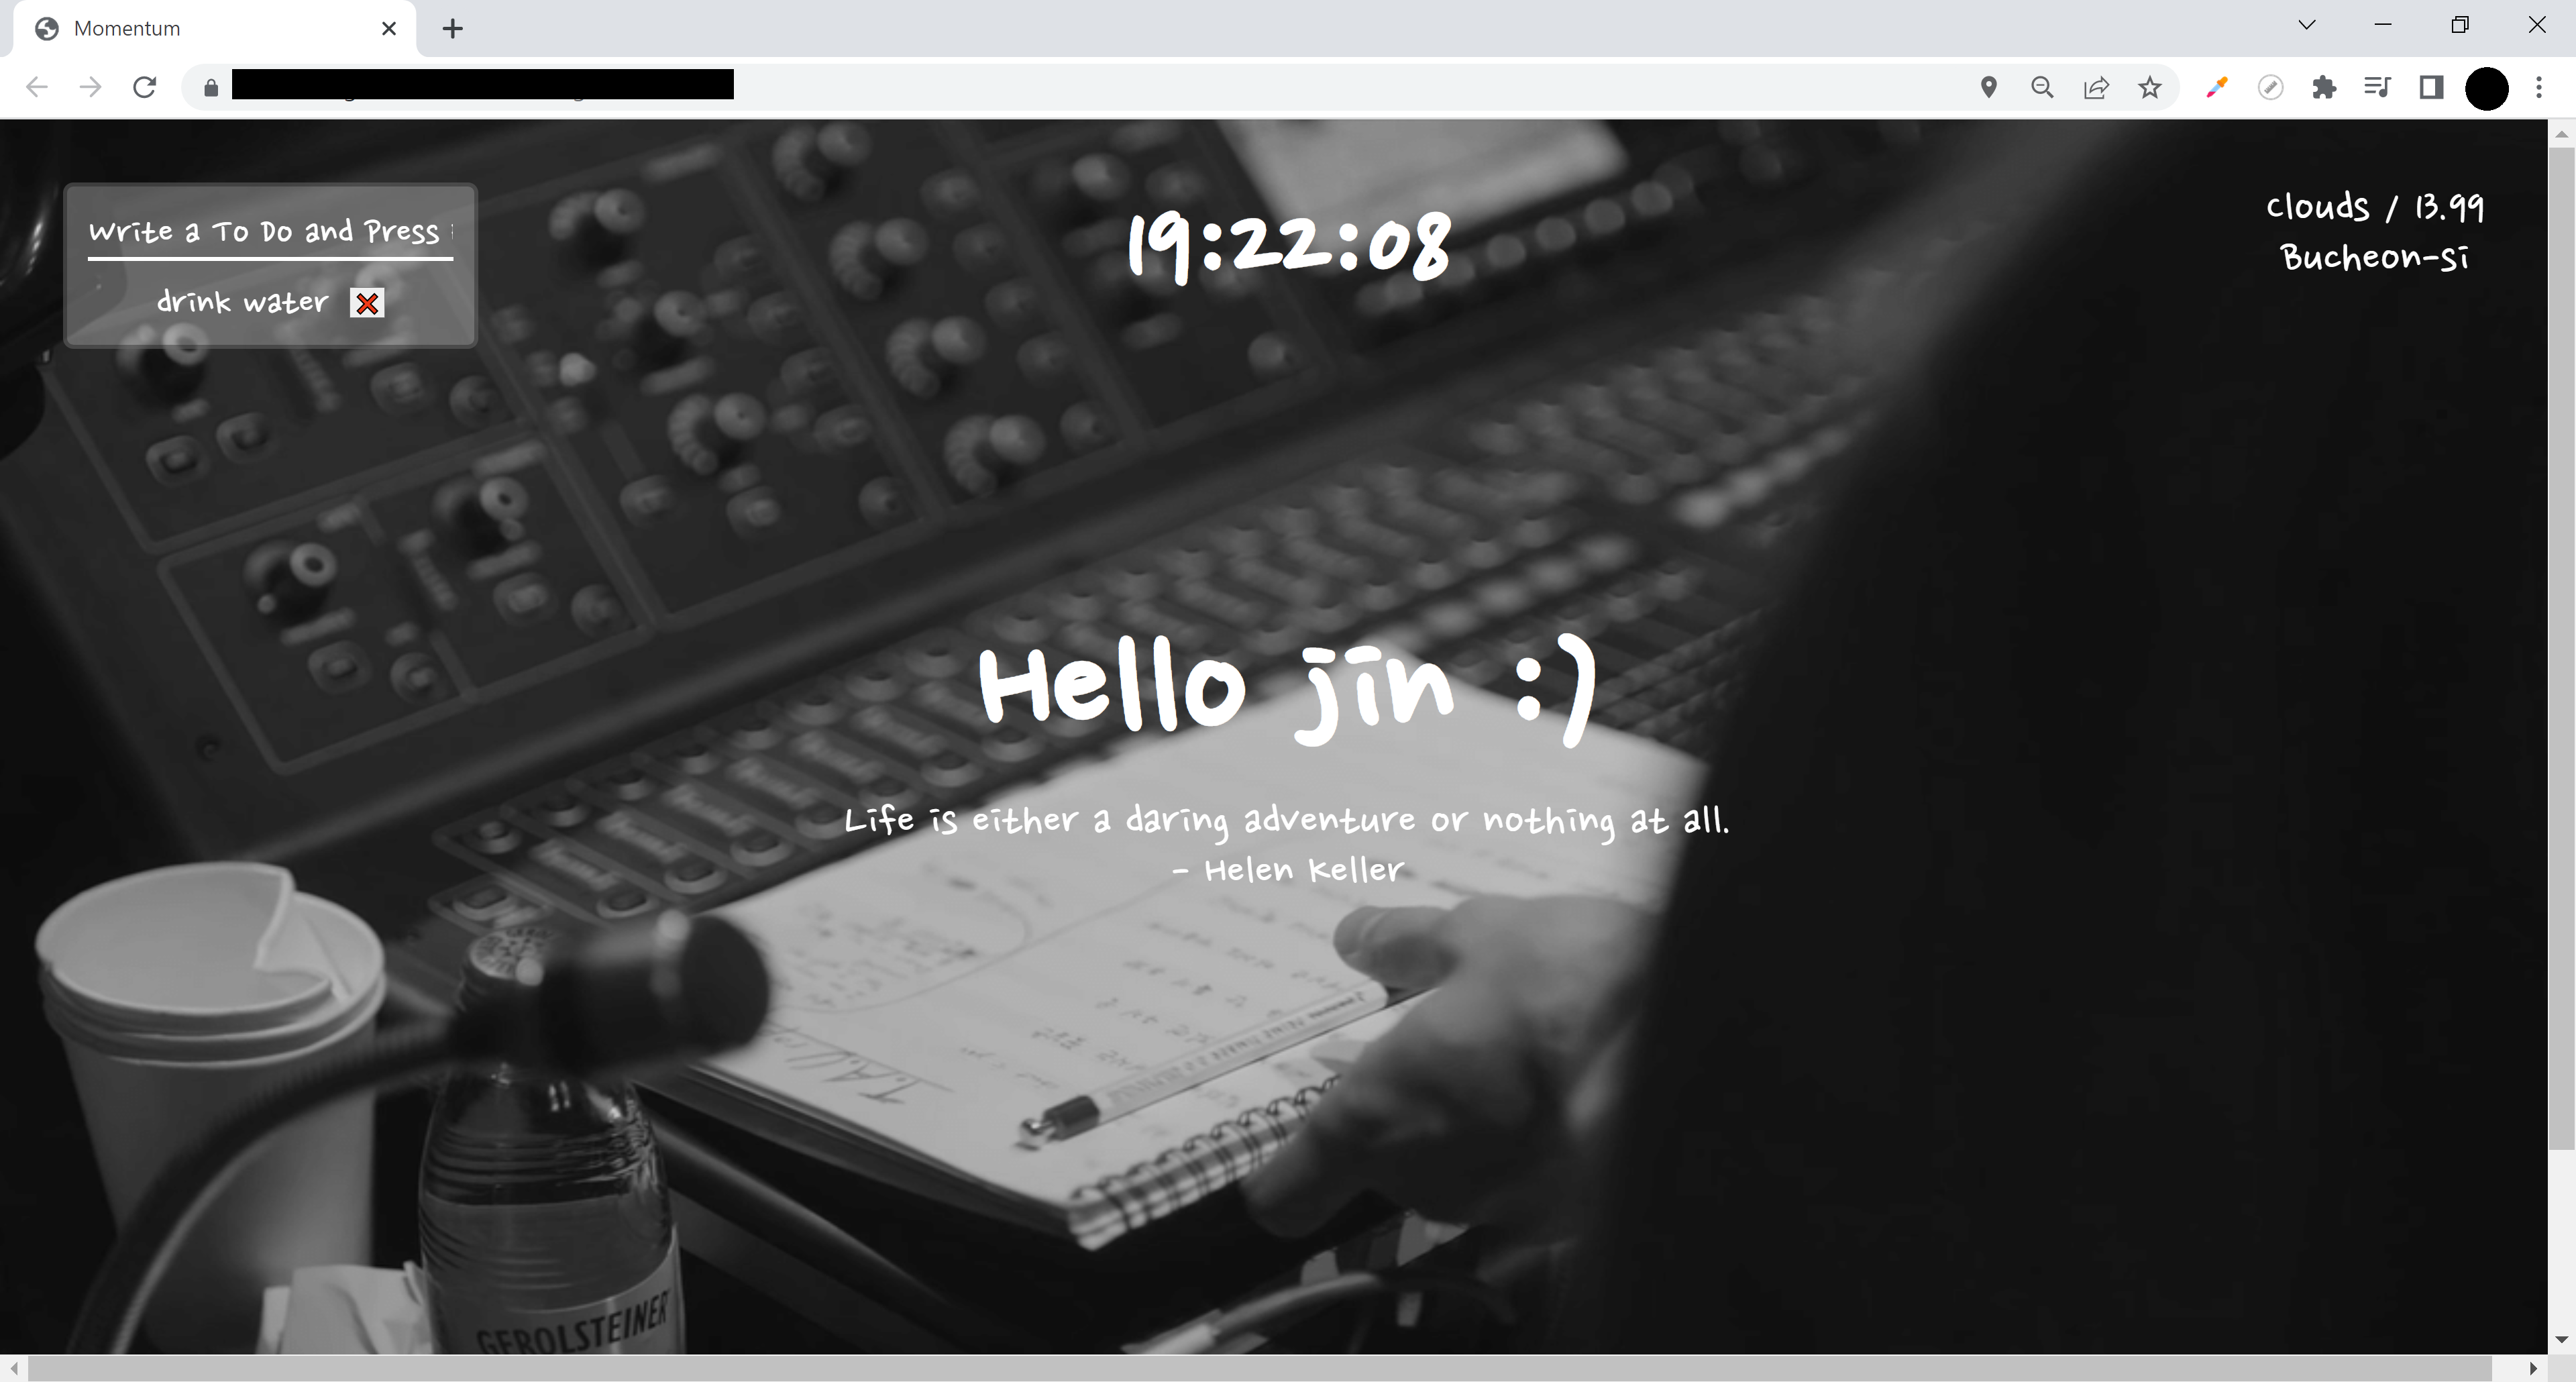 Momentum
Write a To Do and Press
drink water
19:22:08
Clouds / 13.99
Bucheon-si
Hello jin :)
Life is either a daring adventure or nothing at all.
- Helen Keller
GEROLSTEINER